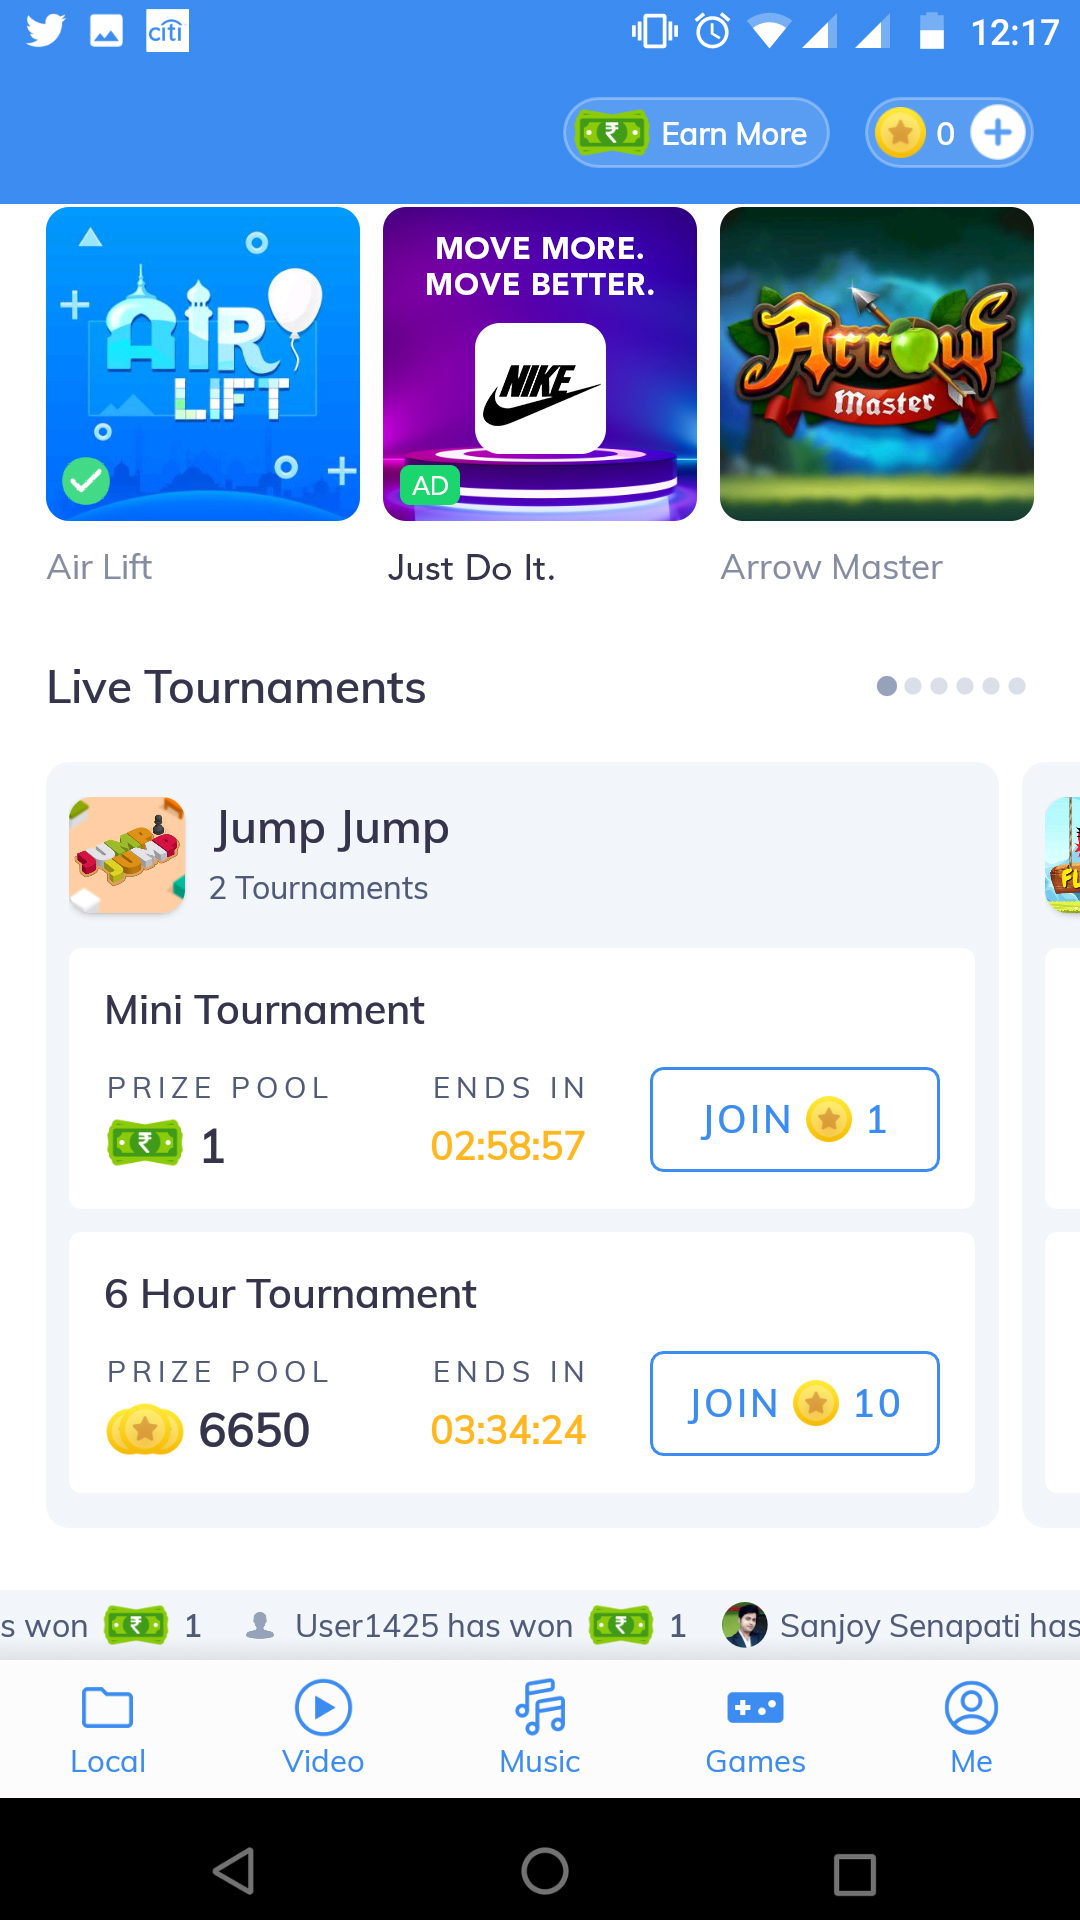 citi
12:17
Earn More
0
AIR
LIFT
MOVE MORE.
MOVE BETTER.
NIKE
AD
Arrow
Master
Air Lift
Just Do It.
Arrow Master
Live Tournaments
JUMP
JUMP
Jump Jump
2 Tournaments
FL
Mini Tournament
PRIZE POOL
ENDS IN
₹ 1
02:58:57
JOIN 1
6 Hour Tournament
PRIZE POOL
ENDS IN
6650
03:34:24
JOIN 10
s won ₹ 1 User1425 has won ₹ 1 Sanjoy Senapati has
Local
Video
Music
Games
Me